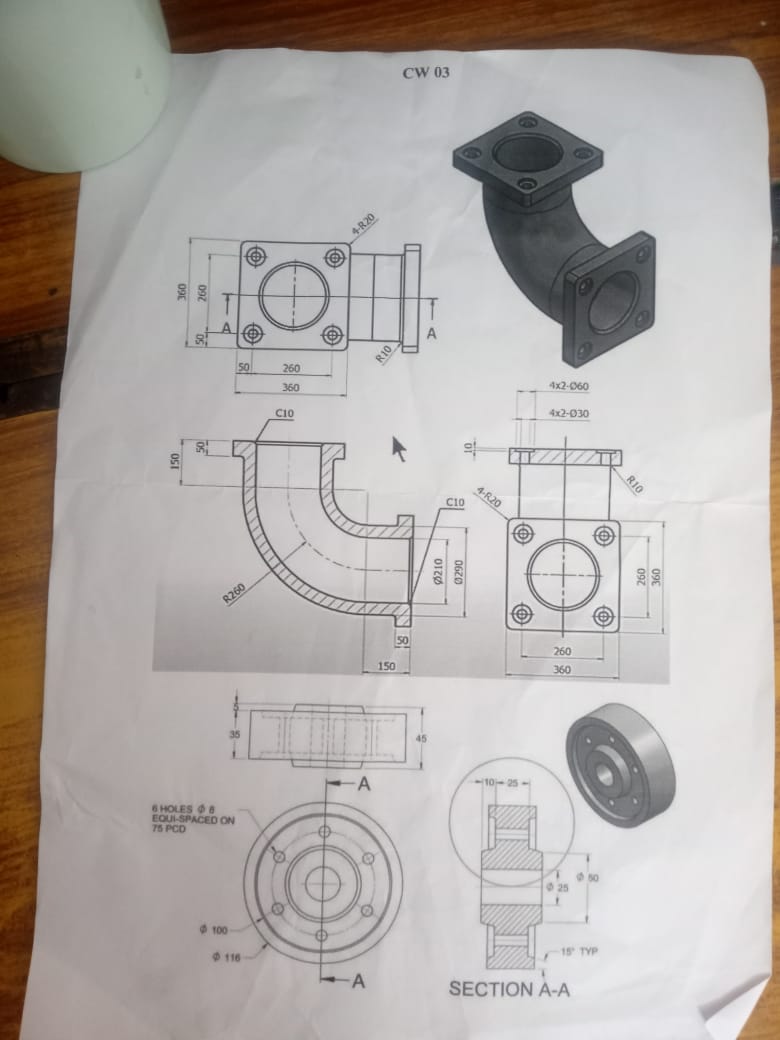 CW 03
4-R20
360
260
50
A
A
R10
50
260
360
C10
50
150
C10
R260
Ø210
Ø290
50
150
4x2-Ø60
4x2-Ø30
10
R10
4-R20
260
360
260
360
5
35
45
A
6 HOLES Φ 8
EQUI-SPACED ON
75 PCD
Φ 100
Φ 116
A
10
25
Φ 25
Φ 50
15° TYP
SECTION A-A